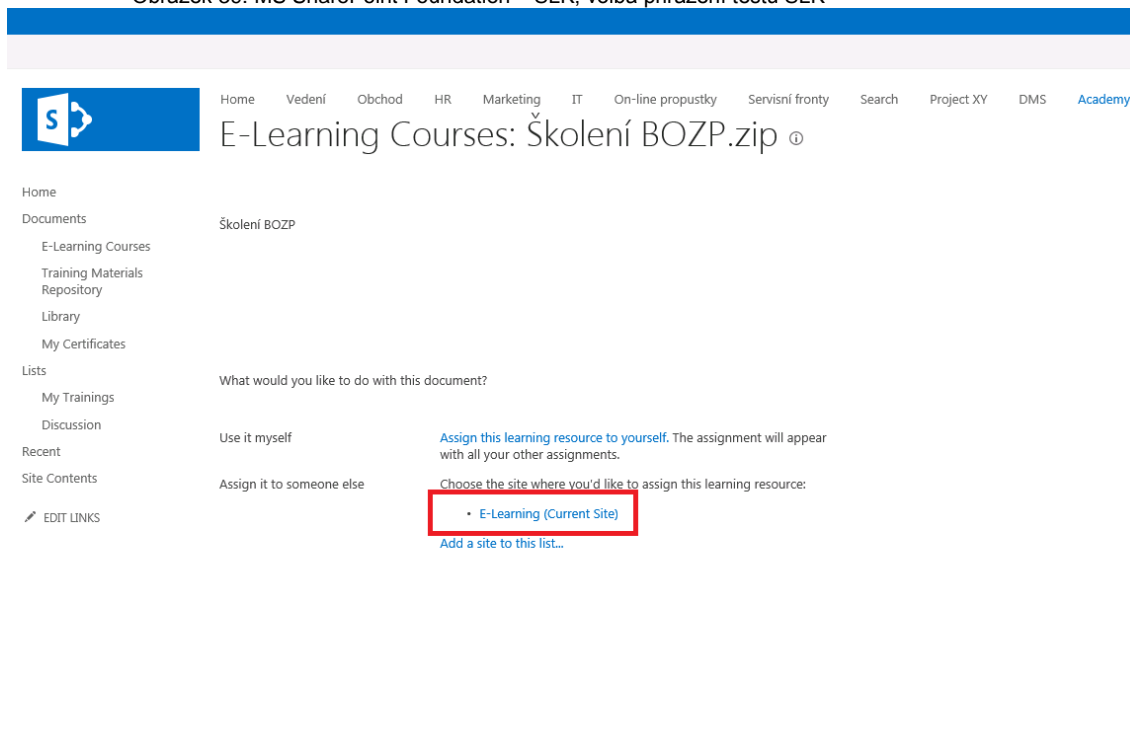 Home Vedení Obchod HR Marketing IT On-line propustky Servisní fronty Search Project XY DMS Academy
E-Learning Courses: Školení BOZP.zip
Home
Documents
E-Learning Courses
Training Materials
Repository
Library
My Certificates
Lists
My Trainings
Discussion
Recent
Site Contents
EDIT LINKS
Školení BOZP
What would you like to do with this document?
Use it myself
Assign this learning resource to yourself. The assignment will appear
with all your other assignments.
Assign it to someone else
Choose the site where you'd like to assign this learning resource:
• E-Learning (Current Site)
Add a site to this list...